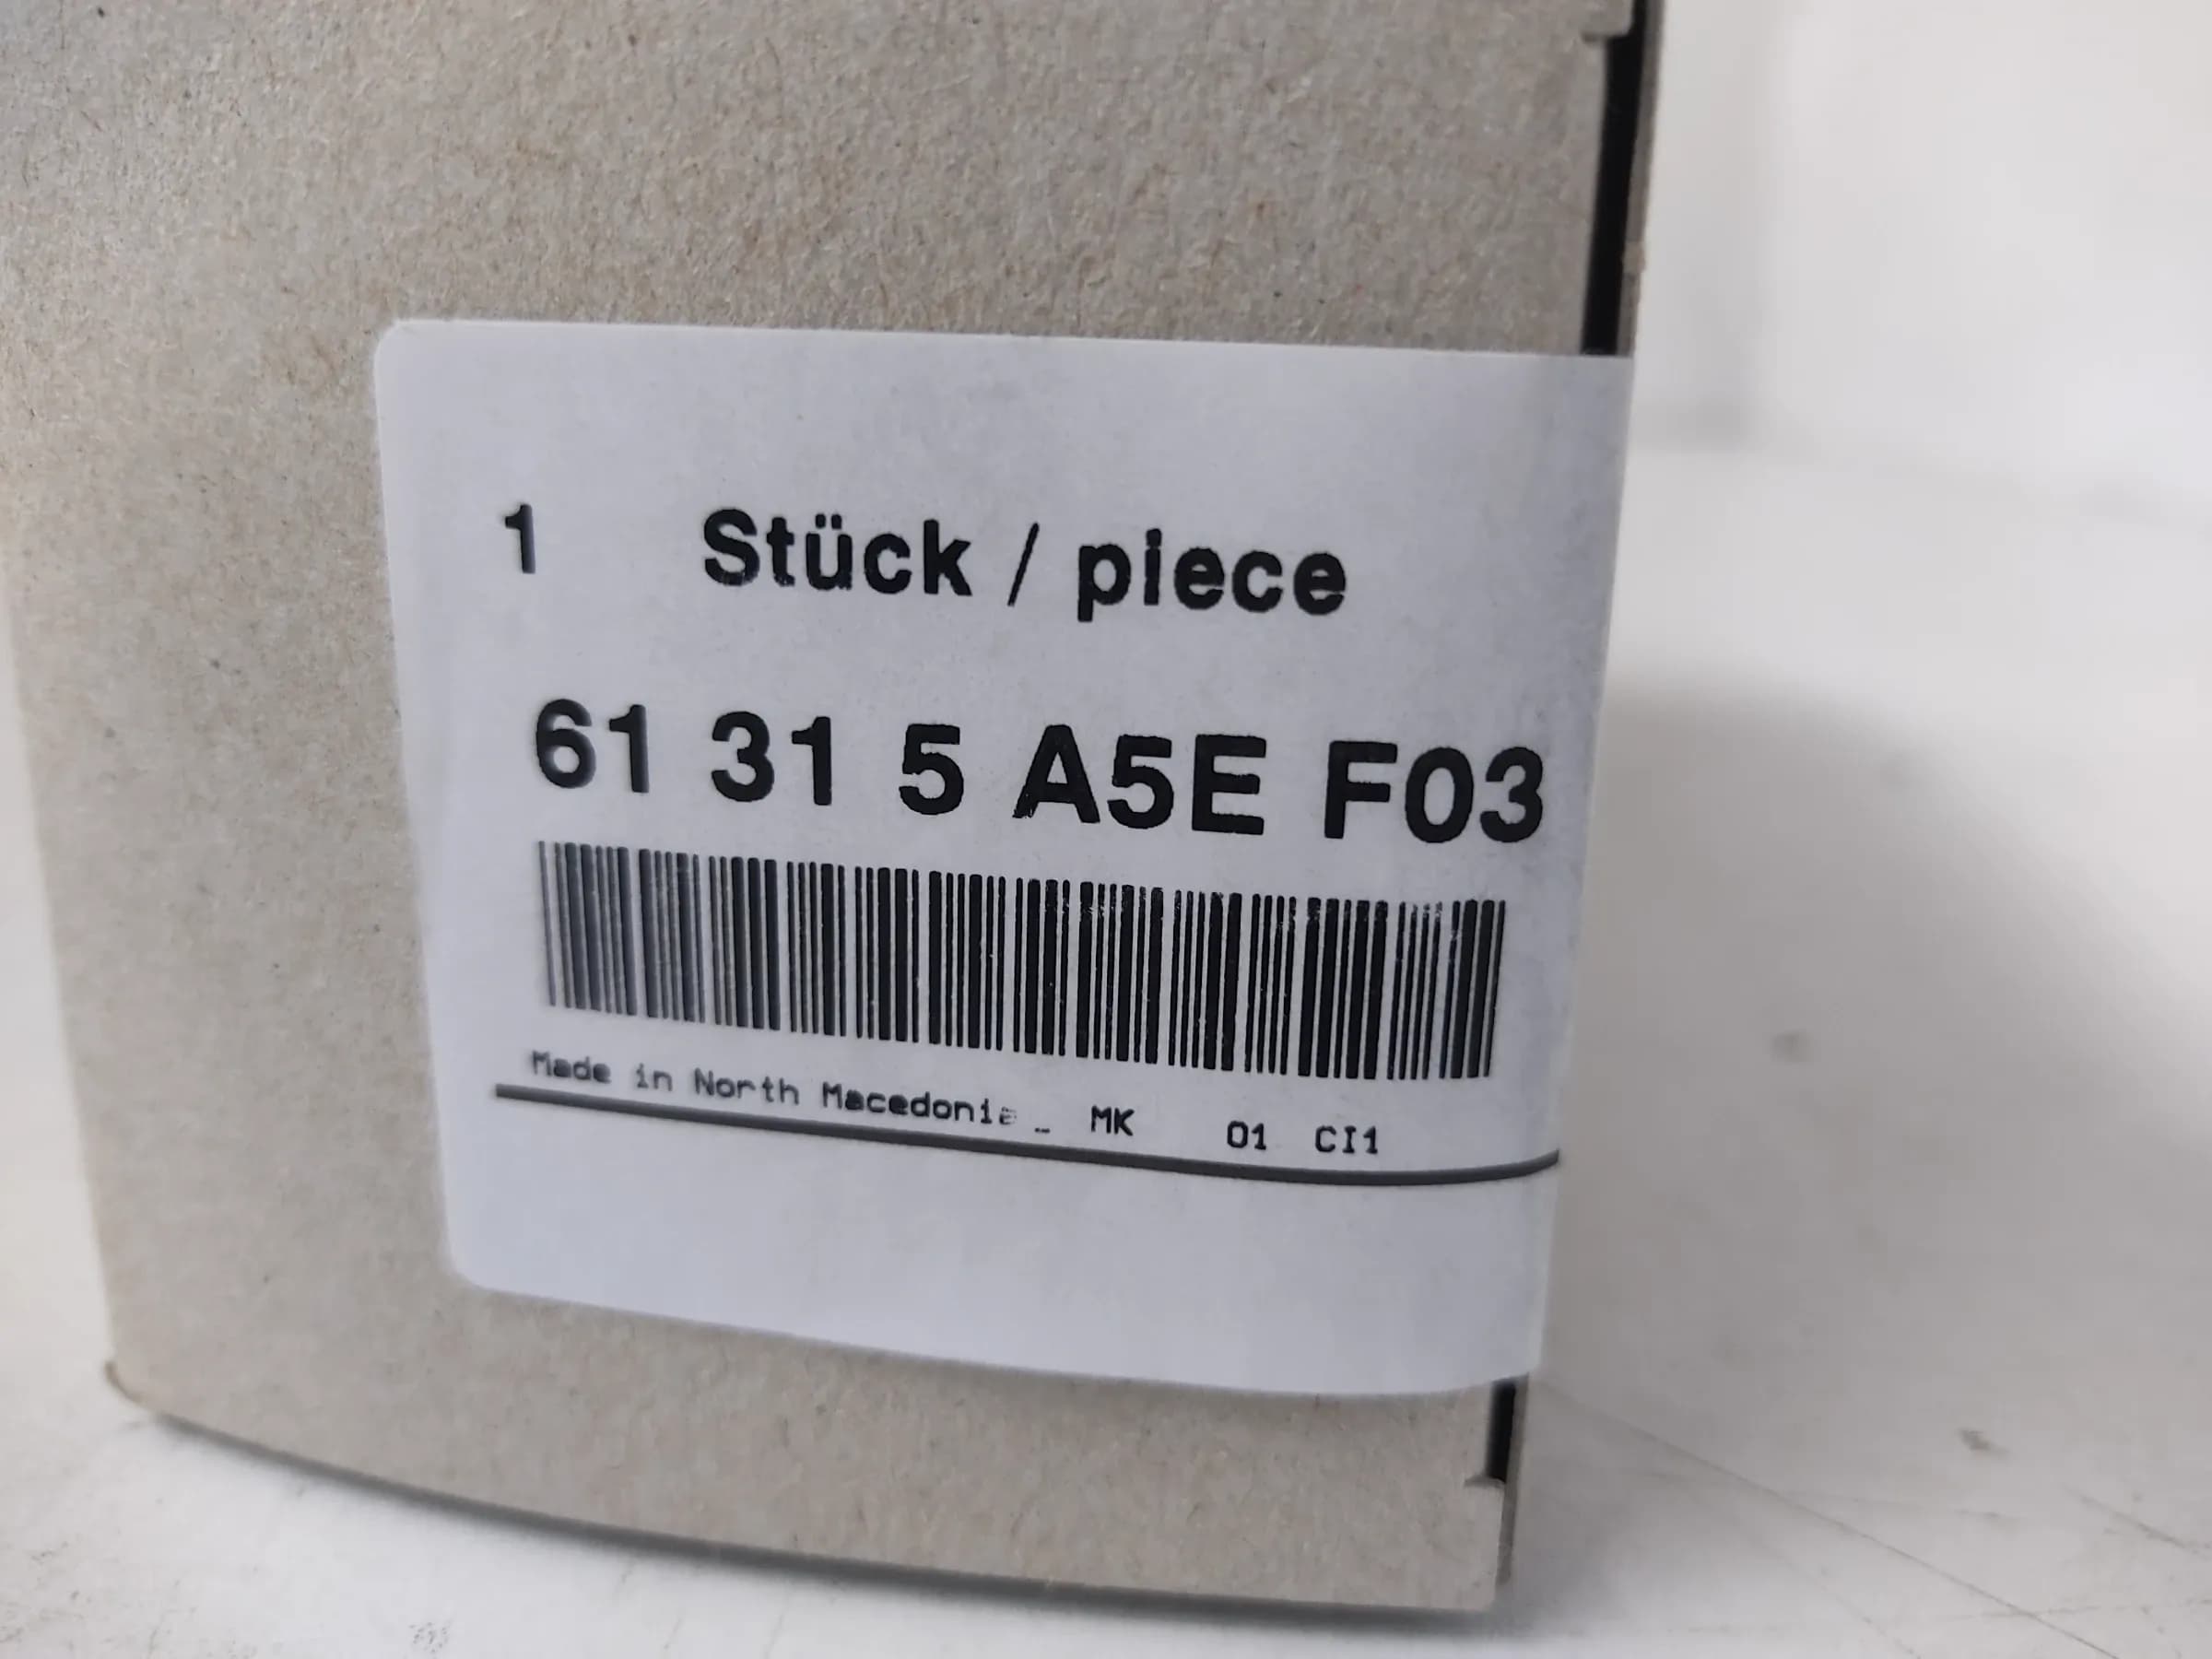 1 Stück / piece
61 31 5 A5E F03
Made in North Macedonia _ MK 01 CI1